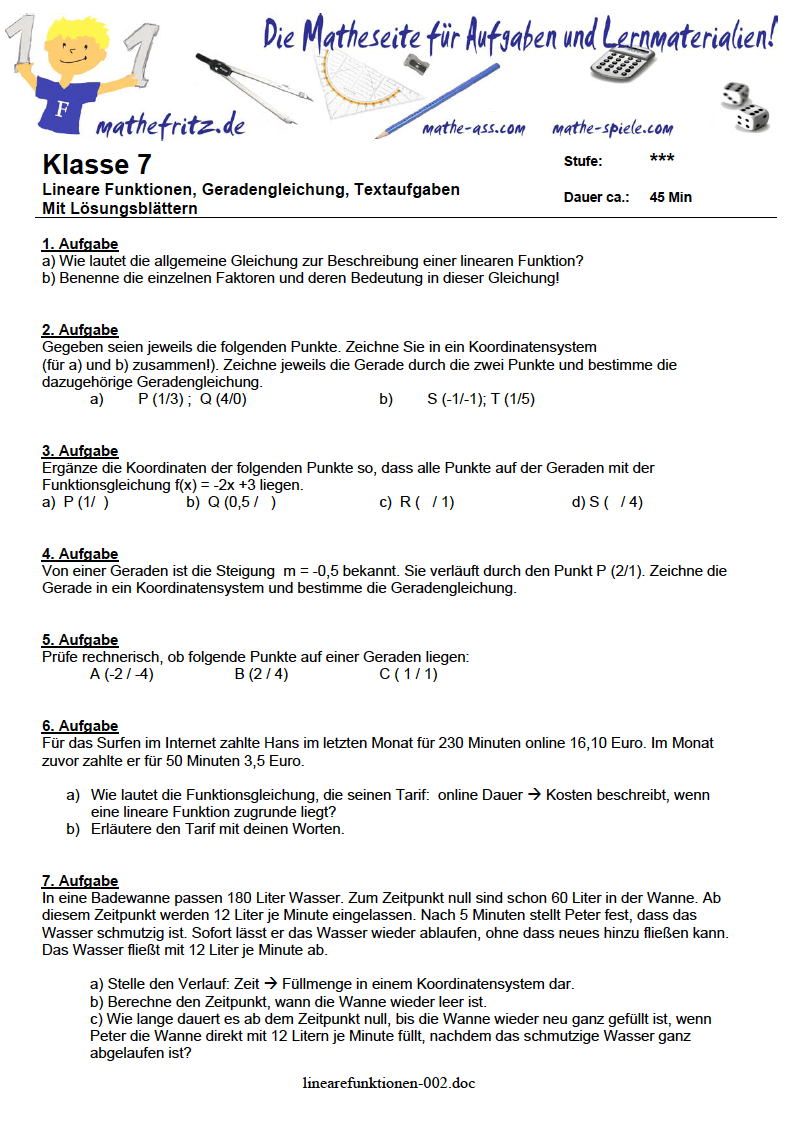 1 1
Die Matheseite für Aufgaben und Lernmaterialien!
F
mathefritz.de
mathe-ass.com mathe-spiele.com
Klasse 7
Stufe: ***
Lineare Funktionen, Geradengleichung, Textaufgaben
Mit Lösungsblättern
Dauer ca.: 45 Min
1. Aufgabe
a) Wie lautet die allgemeine Gleichung zur Beschreibung einer linearen Funktion?
b) Benenne die einzelnen Faktoren und deren Bedeutung in dieser Gleichung!
2. Aufgabe
Gegeben seien jeweils die folgenden Punkte. Zeichne Sie in ein Koordinatensystem
(für a) und b) zusammen!). Zeichne jeweils die Gerade durch die zwei Punkte und bestimme die
dazugehörige Geradengleichung.
a) P (1/3) ; Q (4/0) b) S (-1/-1); T (1/5)
3. Aufgabe
Ergänze die Koordinaten der folgenden Punkte so, dass alle Punkte auf der Geraden mit der
Funktionsgleichung f(x) = -2x +3 liegen.
a) P (1/ ) b) Q (0,5 / ) c) R ( / 1) d) S ( / 4)
4. Aufgabe
Von einer Geraden ist die Steigung m = -0,5 bekannt. Sie verläuft durch den Punkt P (2/1). Zeichne die
Gerade in ein Koordinatensystem und bestimme die Geradengleichung.
5. Aufgabe
Prüfe rechnerisch, ob folgende Punkte auf einer Geraden liegen:
A (-2 / -4) B (2 / 4) C ( 1 / 1)
6. Aufgabe
Für das Surfen im Internet zahlte Hans im letzten Monat für 230 Minuten online 16,10 Euro. Im Monat
zuvor zahlte er für 50 Minuten 3,5 Euro.
a) Wie lautet die Funktionsgleichung, die seinen Tarif: online Dauer → Kosten beschreibt, wenn
eine lineare Funktion zugrunde liegt?
b) Erläutere den Tarif mit deinen Worten.
7. Aufgabe
In eine Badewanne passen 180 Liter Wasser. Zum Zeitpunkt null sind schon 60 Liter in der Wanne. Ab
diesem Zeitpunkt werden 12 Liter je Minute eingelassen. Nach 5 Minuten stellt Peter fest, dass das
Wasser schmutzig ist. Sofort lässt er das Wasser wieder ablaufen, ohne dass neues hinzu fließen kann.
Das Wasser fließt mit 12 Liter je Minute ab.
a) Stelle den Verlauf: Zeit → Füllmenge in einem Koordinatensystem dar.
b) Berechne den Zeitpunkt, wann die Wanne wieder leer ist.
c) Wie lange dauert es ab dem Zeitpunkt null, bis die Wanne wieder neu ganz gefüllt ist, wenn
Peter die Wanne direkt mit 12 Litern je Minute füllt, nachdem das schmutzige Wasser ganz
abgelaufen ist?
linearefunktionen-002.doc